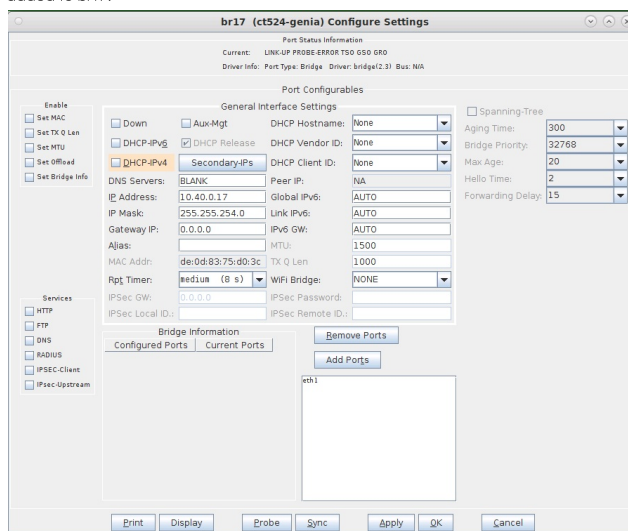 br17 (ct524-genia) Configure Settings
Port Status Information
Current: LINK-UP PROBE-ERROR TSO GSO GRO
Driver Info: Port Type: Bridge Driver: bridge(2.3) Bus: N/A
Port Configurables
Enable
Set MAC
Set TX Q Len
Set MTU
Set Offload
Set Bridge Info
Services
HTTP
FTP
DNS
RADIUS
IPSEC-Client
IPsec-Upstream
General Interface Settings
Down Aux-Mgt DHCP Hostname: None
DHCP-IPv6 DHCP Release DHCP Vendor ID: None
DHCP-IPv4 Secondary-IPs DHCP Client ID: None
DNS Servers: BLANK Peer IP: NA
IP Address: 10.40.0.17 Global IPv6: AUTO
IP Mask: 255.255.254.0 Link IPv6: AUTO
Gateway IP: 0.0.0.0 IPv6 GW: AUTO
Alias: MTU: 1500
MAC Addr: de:0d:83:75:d0:3c TX Q Len 1000
Rpt Timer: medium (8 s) WiFi Bridge: NONE
IPSec GW: 0.0.0.0 IPSec Password:
IPSec Local ID.: IPSec Remote ID.:
Spanning-Tree
Aging Time: 300
Bridge Priority: 32768
Max Age: 20
Hello Time: 2
Forwarding Delay: 15
Bridge Information
Configured Ports Current Ports
Remove Ports
Add Ports
eth1
Print Display Probe Sync Apply OK Cancel